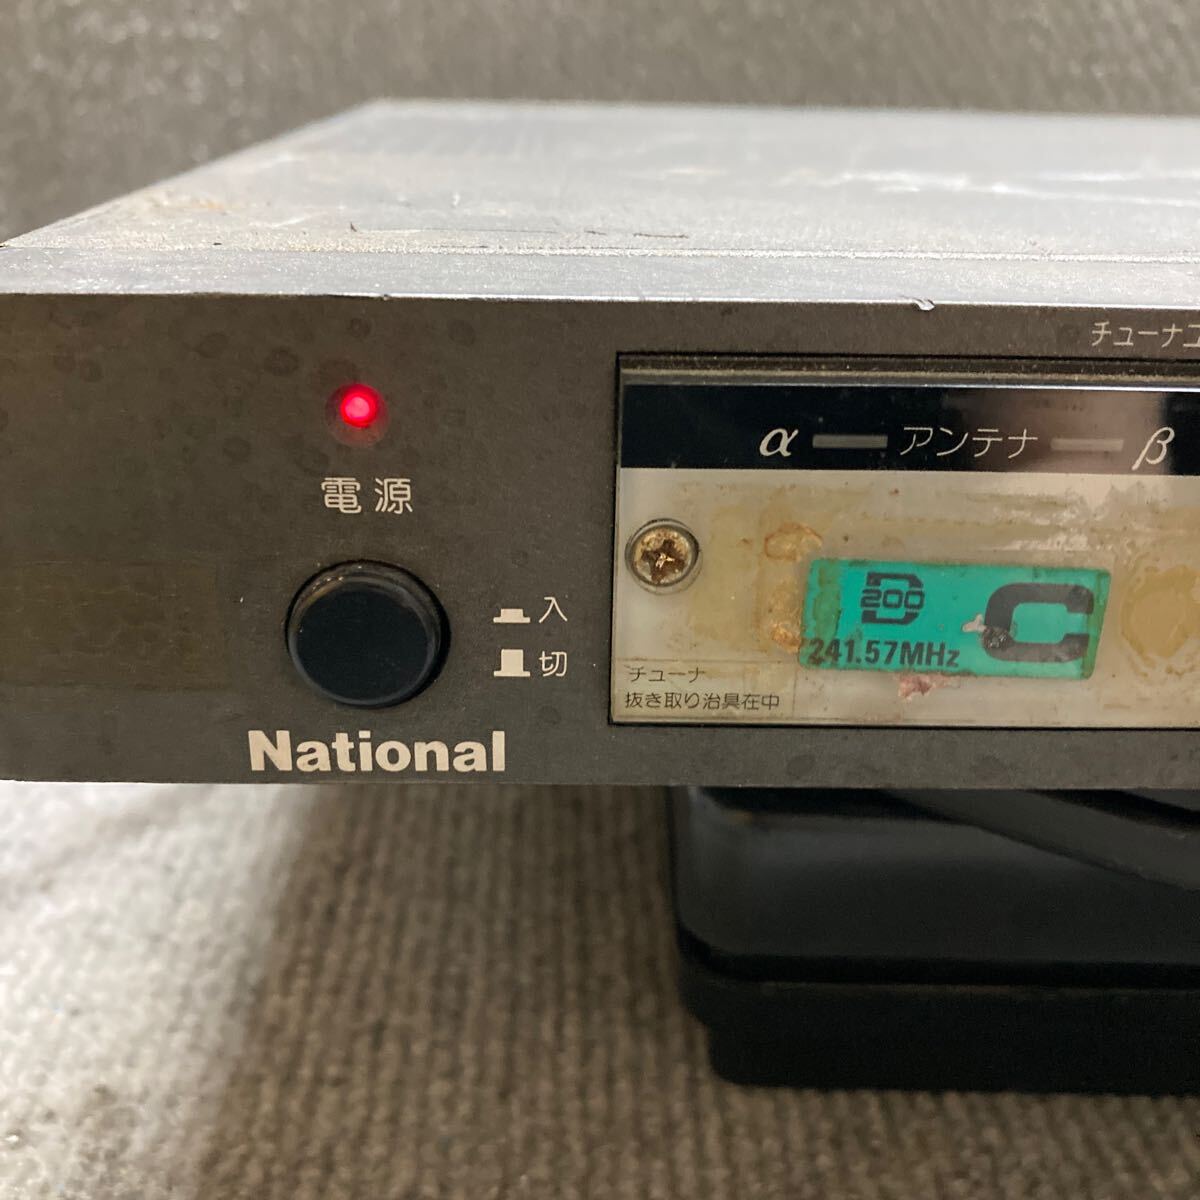 チューナユ
α アンテナ β
電源
入
切
D
200
241.57MHz
C
チューナ
抜き取り治具在中
National